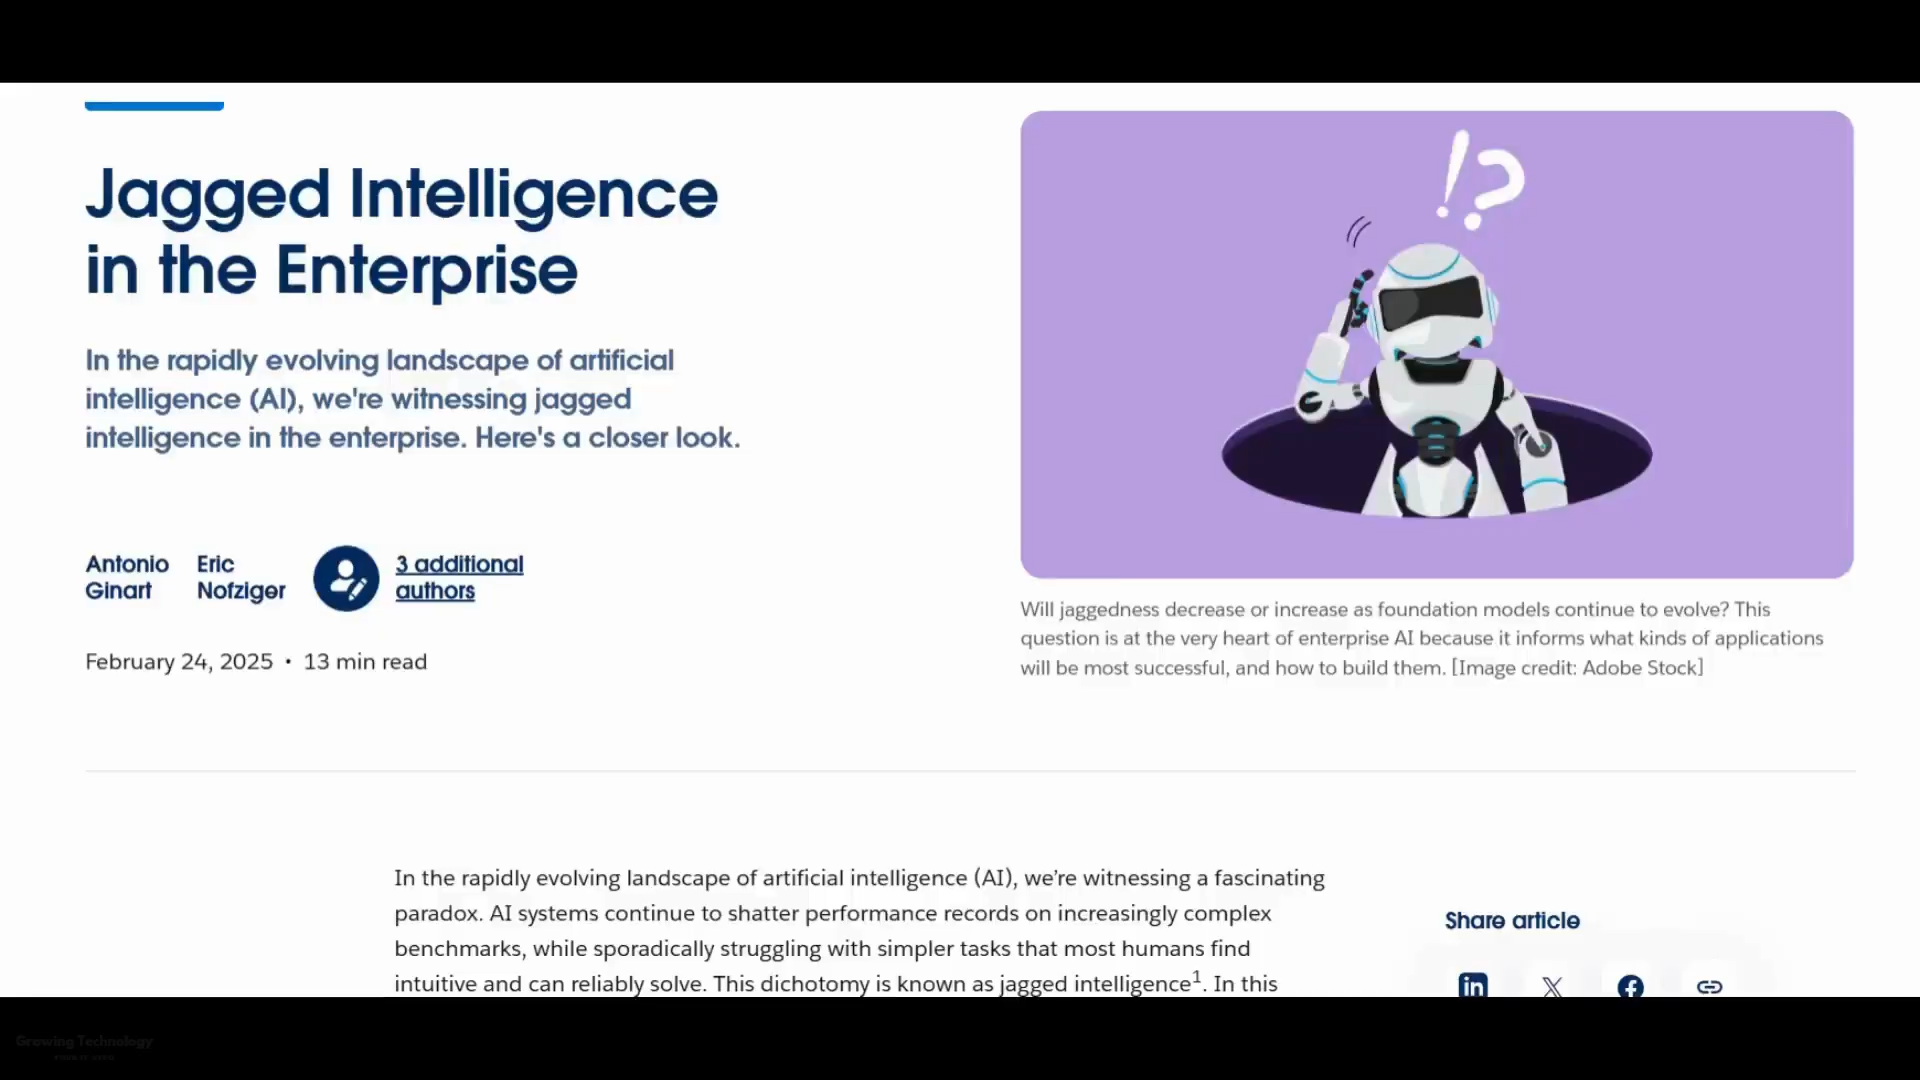 Jagged Intelligence
in the Enterprise
In the rapidly evolving landscape of artificial
intelligence (AI), we're witnessing jagged
intelligence in the enterprise. Here's a closer look.
Antonio
Ginart
Eric
Nofziger
3 additional
authors
February 24, 2025 • 13 min read
!?
Will jaggedness decrease or increase as foundation models continue to evolve? This
question is at the very heart of enterprise AI because it informs what kinds of applications
will be most successful, and how to build them. [Image credit: Adobe Stock]
In the rapidly evolving landscape of artificial intelligence (AI), we’re witnessing a fascinating
paradox. AI systems continue to shatter performance records on increasingly complex
benchmarks, while sporadically struggling with simpler tasks that most humans find
intuitive and can reliably solve. This dichotomy is known as jagged intelligence¹. In this
Share article
in
X
f
Growing Technology